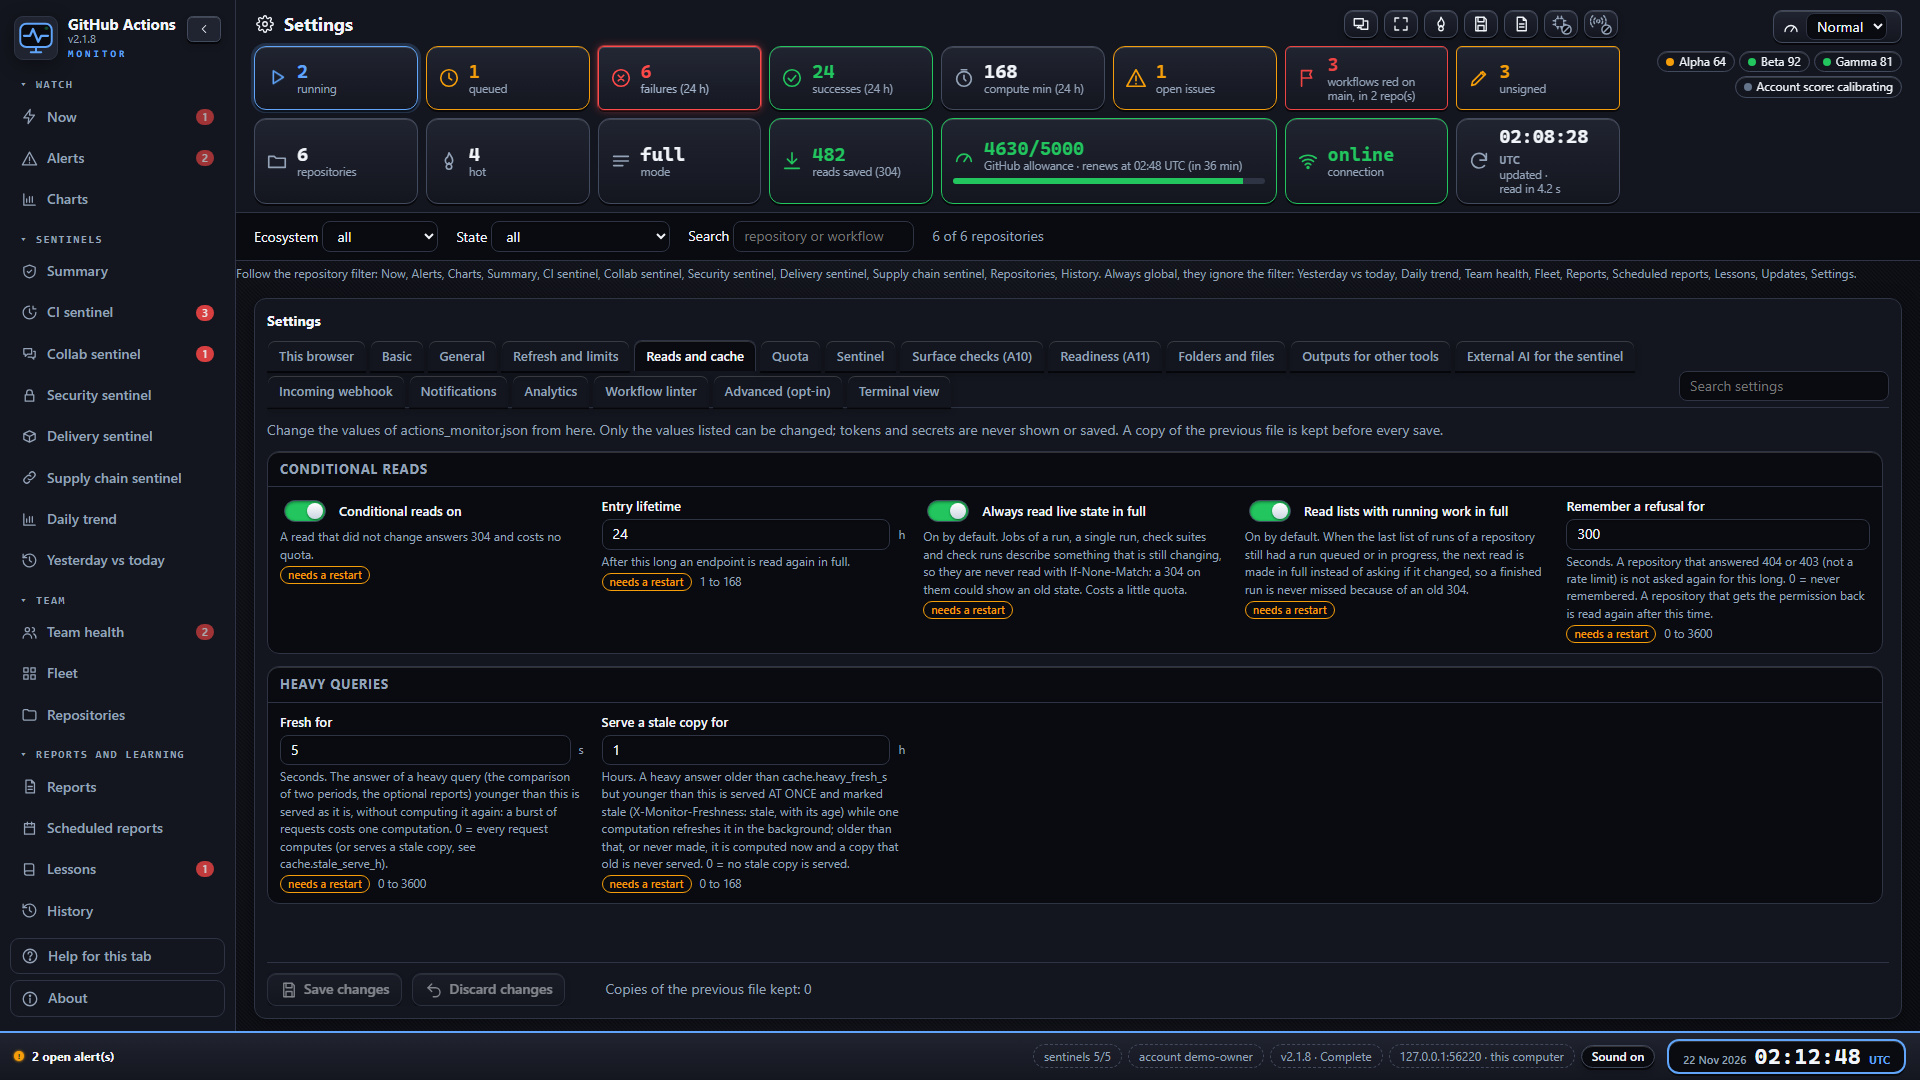 GitHub Actions
v2.1.8
MONITOR
WATCH
Now 1
Alerts 2
Charts
SENTINELS
Summary
CI sentinel 3
Collab sentinel 1
Security sentinel
Delivery sentinel
Supply chain sentinel
Daily trend
Yesterday vs today
TEAM
Team health 2
Fleet
Repositories
REPORTS AND LEARNING
Reports
Scheduled reports
Lessons 1
History
Help for this tab
About
Settings
Normal
2
running
1
queued
6
failures (24 h)
24
successes (24 h)
168
compute min (24 h)
1
open issues
3
workflows red on
main, in 2 repo(s)
3
unsigned
Alpha 64
Beta 92
Gamma 81
Account score: calibrating
6
repositories
4
hot
full
mode
482
reads saved (304)
4630/5000
GitHub allowance · renews at 02:48 UTC (in 36 min)
online
connection
02:08:28
UTC
updated ·
read in 4.2 s
Ecosystem all State all Search repository or workflow 6 of 6 repositories
Follow the repository filter: Now, Alerts, Charts, Summary, CI sentinel, Collab sentinel, Security sentinel, Delivery sentinel, Supply chain sentinel, Repositories, History. Always global, they ignore the filter: Yesterday vs today, Daily trend, Team health, Fleet, Reports, Scheduled reports, Lessons, Updates, Settings.
Settings
This browser Basic General Refresh and limits Reads and cache Quota Sentinel Surface checks (A10) Readiness (A11) Folders and files Outputs for other tools External AI for the sentinel
Incoming webhook Notifications Analytics Workflow linter Advanced (opt-in) Terminal view
Search settings
Change the values of actions_monitor.json from here. Only the values listed can be changed; tokens and secrets are never shown or saved. A copy of the previous file is kept before every save.
CONDITIONAL READS
Conditional reads on
A read that did not change answers 304 and costs no
quota.
needs a restart
Entry lifetime
24 h
After this long an endpoint is read again in full.
needs a restart 1 to 168
Always read live state in full
On by default. Jobs of a run, a single run, check suites
and check runs describe something that is still changing,
so they are never read with If-None-Match: a 304 on
them could show an old state. Costs a little quota.
needs a restart
Read lists with running work in full
On by default. When the last list of runs of a repository
still had a run queued or in progress, the next read is
made in full instead of asking if it changed, so a finished
run is never missed because of an old 304.
needs a restart
Remember a refusal for
300
Seconds. A repository that answered 404 or 403 (not a
rate limit) is not asked again for this long. 0 = never
remembered. A repository that gets the permission back
is read again after this time.
needs a restart 0 to 3600
HEAVY QUERIES
Fresh for
5 s
Seconds. The answer of a heavy query (the comparison
of two periods, the optional reports) younger than this is
served as it is, without computing it again: a burst of
requests costs one computation. 0 = every request
computes (or serves a stale copy, see
cache.stale_serve_h).
needs a restart 0 to 3600
Serve a stale copy for
1 h
Hours. A heavy answer older than cache.heavy_fresh_s
but younger than this is served AT ONCE and marked
stale (X-Monitor-Freshness: stale, with its age) while one
computation refreshes it in the background; older than
that, or never made, it is computed now and a copy that
old is never served. 0 = no stale copy is served.
needs a restart 0 to 168
Save changes
Discard changes
Copies of the previous file kept: 0
2 open alert(s)
sentinels 5/5
account demo-owner
v2.1.8 · Complete
127.0.0.1:56220 · this computer
Sound on
22 Nov 2026 02:12:48 UTC